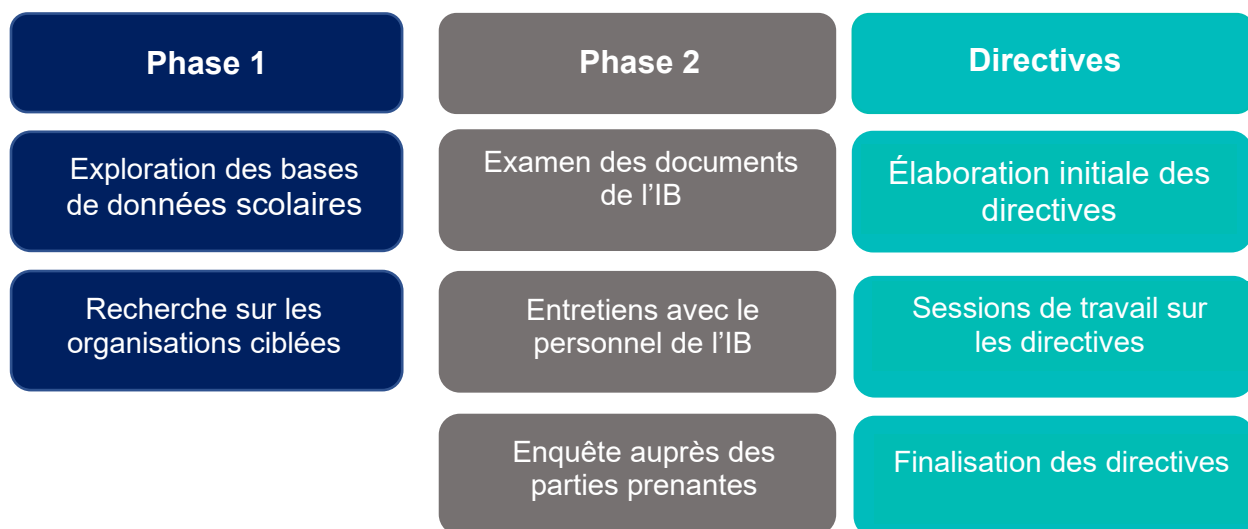 Phase 1
Exploration des bases
de données scolaires
Recherche sur les
organisations ciblées
Phase 2
Examen des documents
de l’IB
Entretiens avec le
personnel de l’IB
Enquête auprès des
parties prenantes
Directives
Élaboration initiale des
directives
Sessions de travail sur
les directives
Finalisation des directives